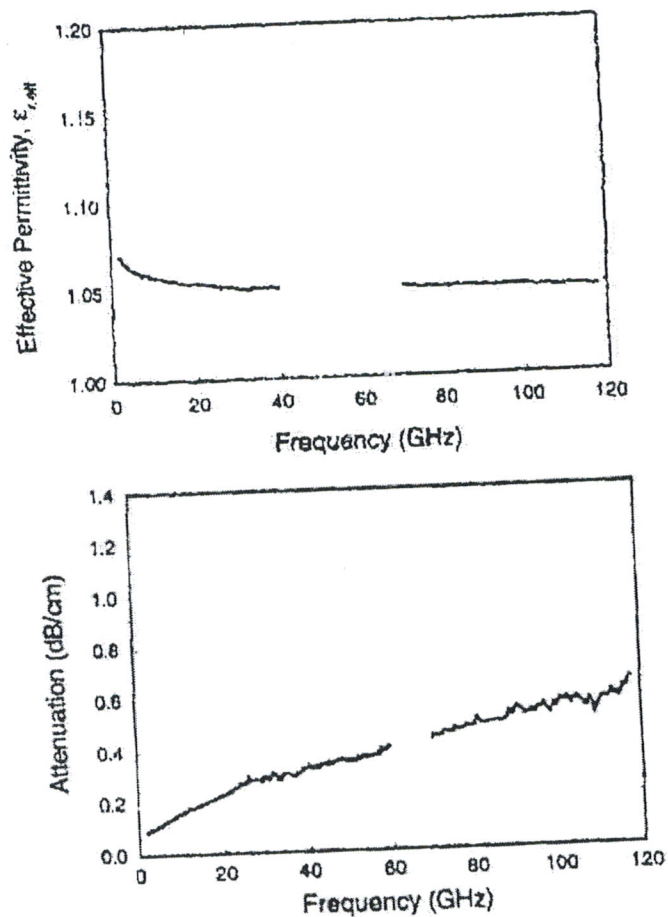 1.20
1.15
1.10
1.05
1.00
Effective Permittivity, ε_{r,eff}
0 20 40 60 80 100 120
Frequency (GHz)
1.4
1.2
1.0
0.8
0.6
0.4
0.2
0.0
Attenuation (dB/cm)
0 20 40 60 80 100 120
Frequency (GHz)